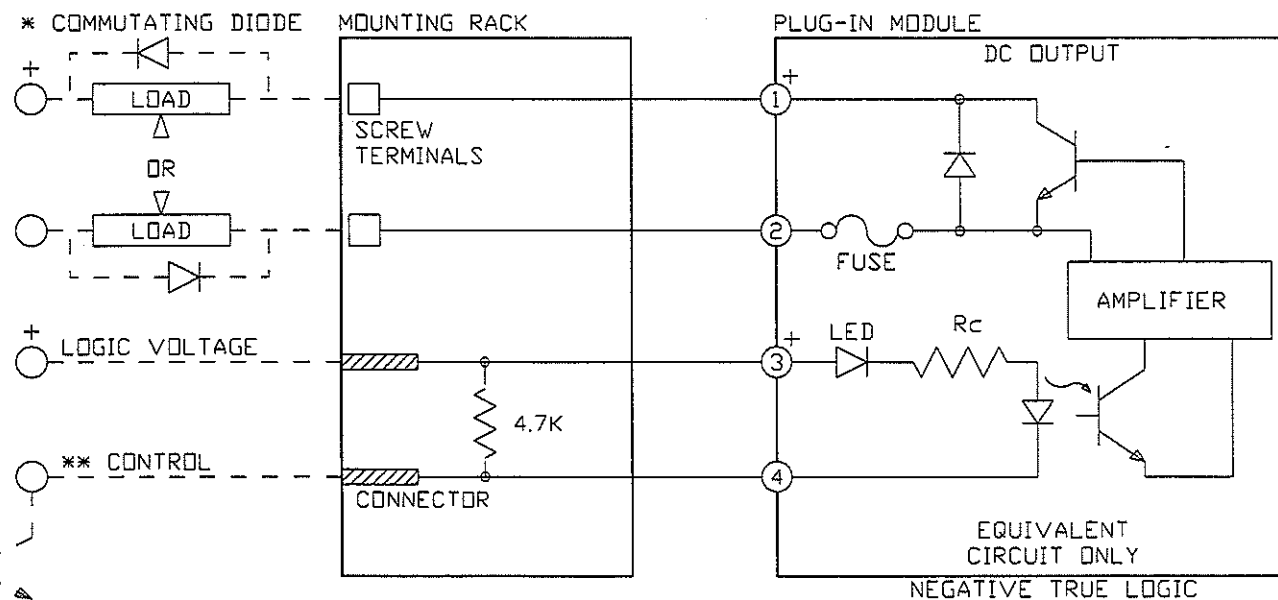 * COMMUTATING DIODE
MOUNTING RACK
PLUG-IN MODULE
DC OUTPUT
+
LOAD
SCREW
TERMINALS
1
+
OR
LOAD
2
FUSE
AMPLIFIER
+
LOGIC VOLTAGE
3
+
LED
Rc
4.7K
** CONTROL
CONNECTOR
4
EQUIVALENT
CIRCUIT ONLY
NEGATIVE TRUE LOGIC